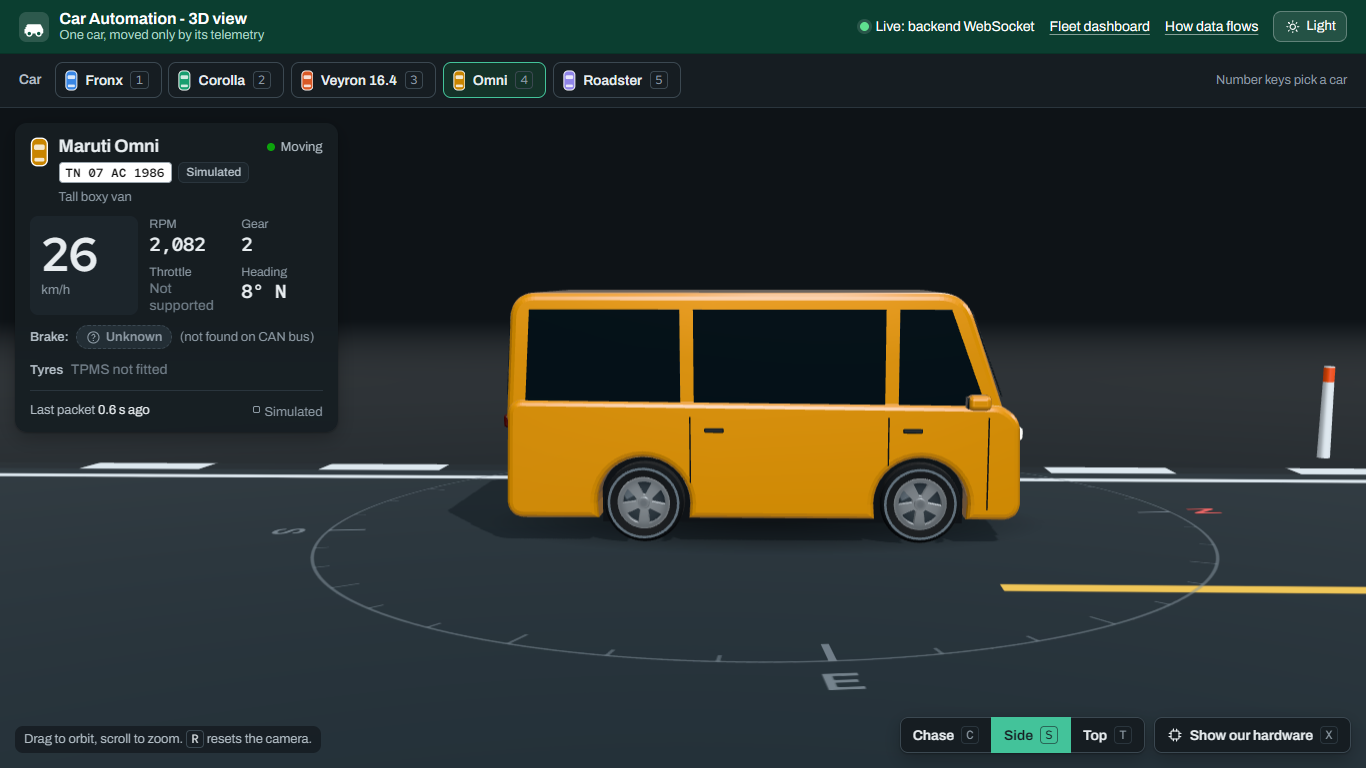 Car Automation - 3D view
One car, moved only by its telemetry
Live: backend WebSocket
Fleet dashboard
How data flows
Light
Car
Fronx 1
Corolla 2
Veyron 16.4 3
Omni 4
Roadster 5
Number keys pick a car
Maruti Omni
Moving
TN 07 AC 1986
Simulated
Tall boxy van
26
km/h
RPM
2,082
Gear
2
Throttle
Not
supported
Heading
8° N
Brake: Unknown (not found on CAN bus)
Tyres TPMS not fitted
Last packet 0.6 s ago
Simulated
S
N
E
Drag to orbit, scroll to zoom. R resets the camera.
Chase C
Side S
Top T
Show our hardware X